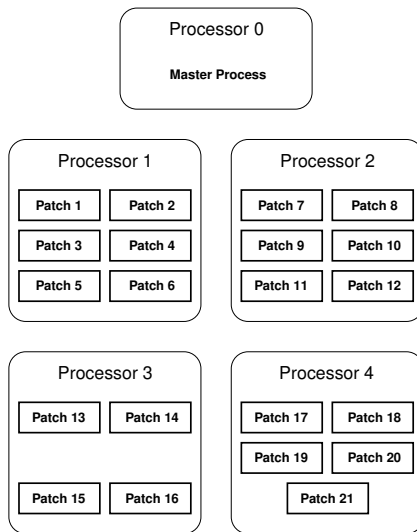 Processor 0
Master Process
Processor 1
Patch 1 Patch 2
Patch 3 Patch 4
Patch 5 Patch 6
Processor 2
Patch 7 Patch 8
Patch 9 Patch 10
Patch 11 Patch 12
Processor 3
Patch 13 Patch 14
Patch 15 Patch 16
Processor 4
Patch 17 Patch 18
Patch 19 Patch 20
Patch 21